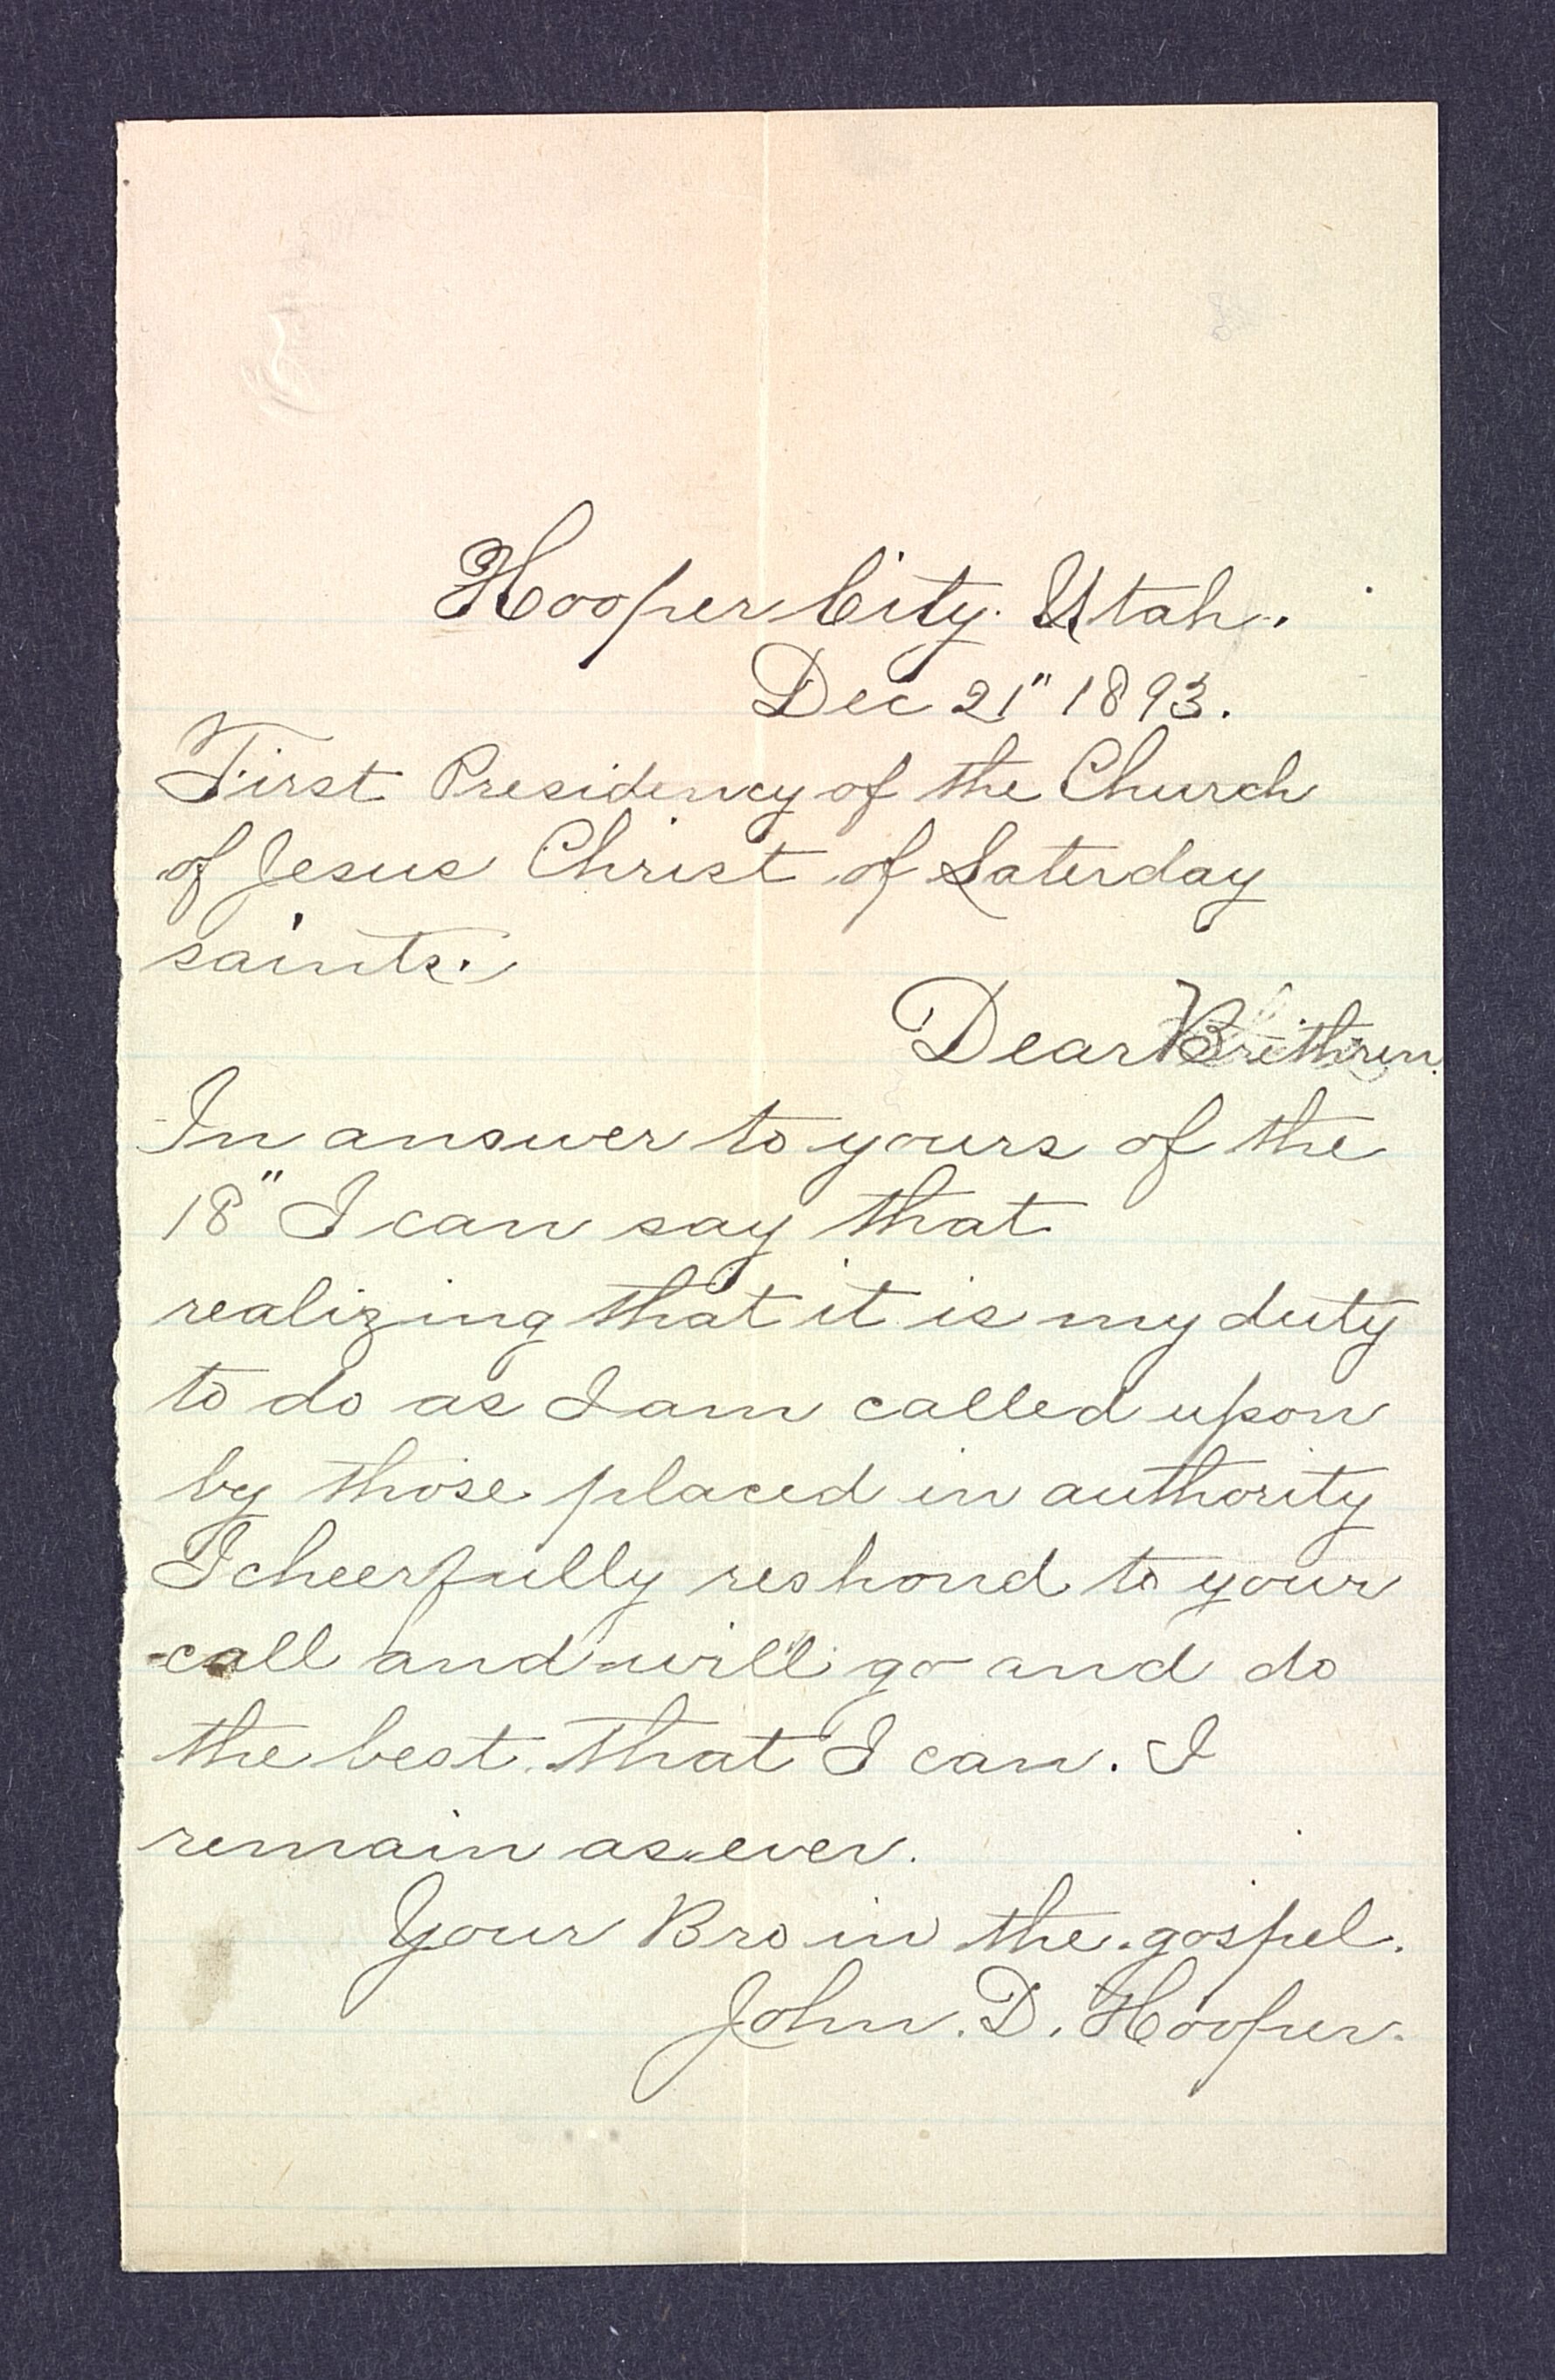 Hooper City. Utah.
Dec 21" 1893.
First Presidency of the Church
of Jesus Christ of Laterday
saints.
Dear Brethren.
In answer to yours of the
18" I can say that
realizing that it is my duty
to do as I am called upon
by those placed in authority
I cheerfully respond to your
call and will go and do
the best that I can. I
remain as ever.
Your Bro in the gospel.
John. D. Hooper.